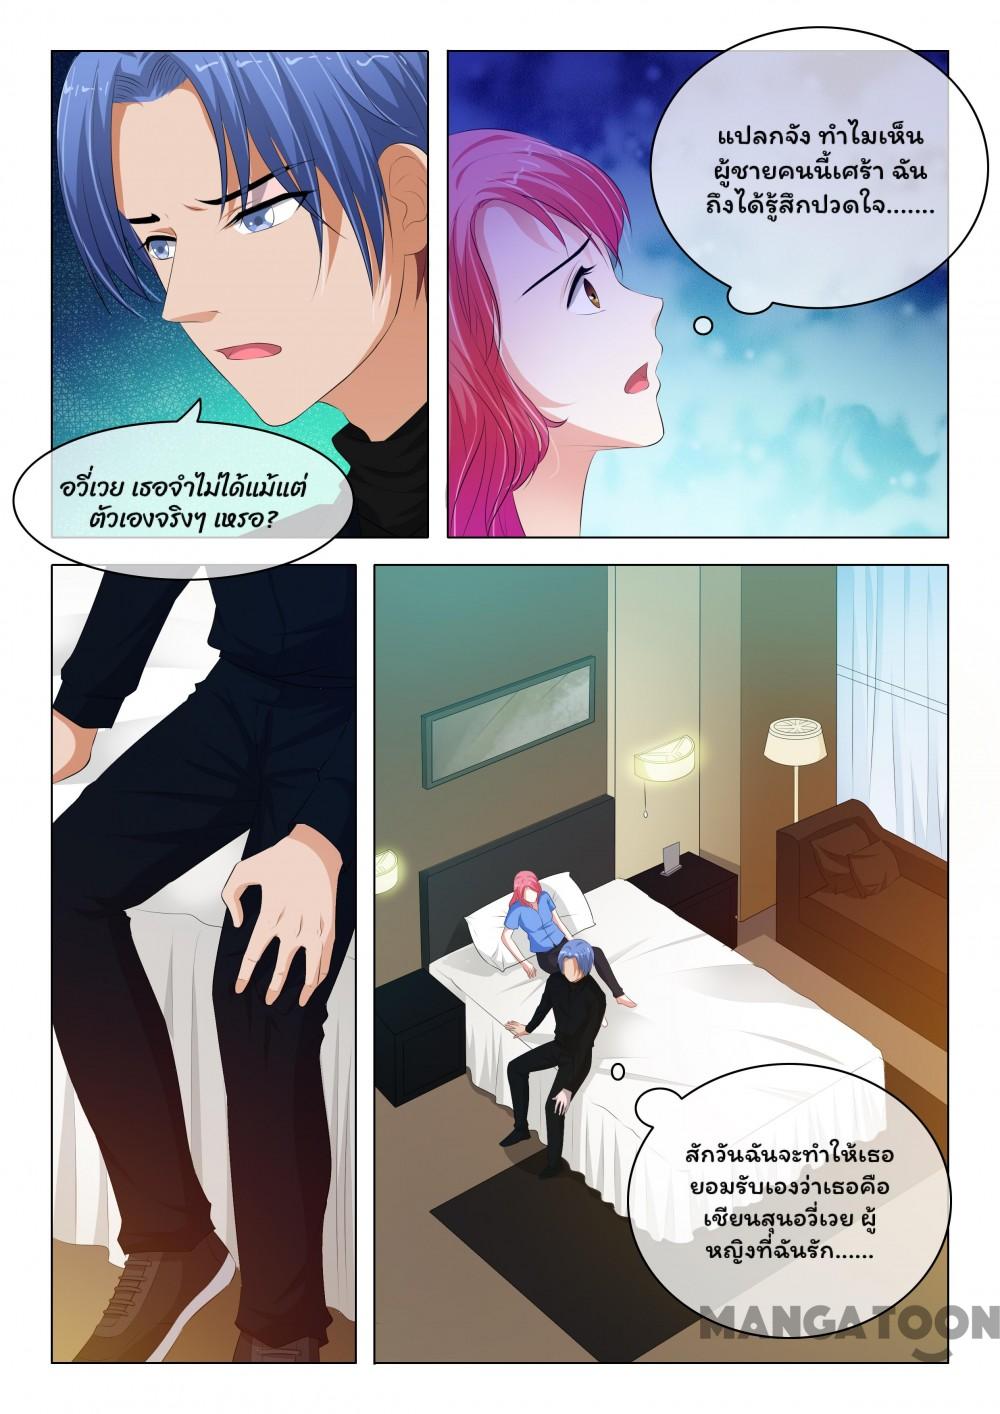 อวี่เวย เธอจำไม่ได้แม้แต่
ตัวเองจริงๆ เหรอ?
แปลกจัง ทำไมเห็น
ผู้ชายคนนี้เศร้า ฉัน
ถึงได้รู้สึกปวดใจ.......
สักวันฉันจะทำให้เธอ
ยอมรับเองว่าเธอคือ
เชียนสุนอวี่เวย ผู้
หญิงที่ฉันรัก......
MANGATOON